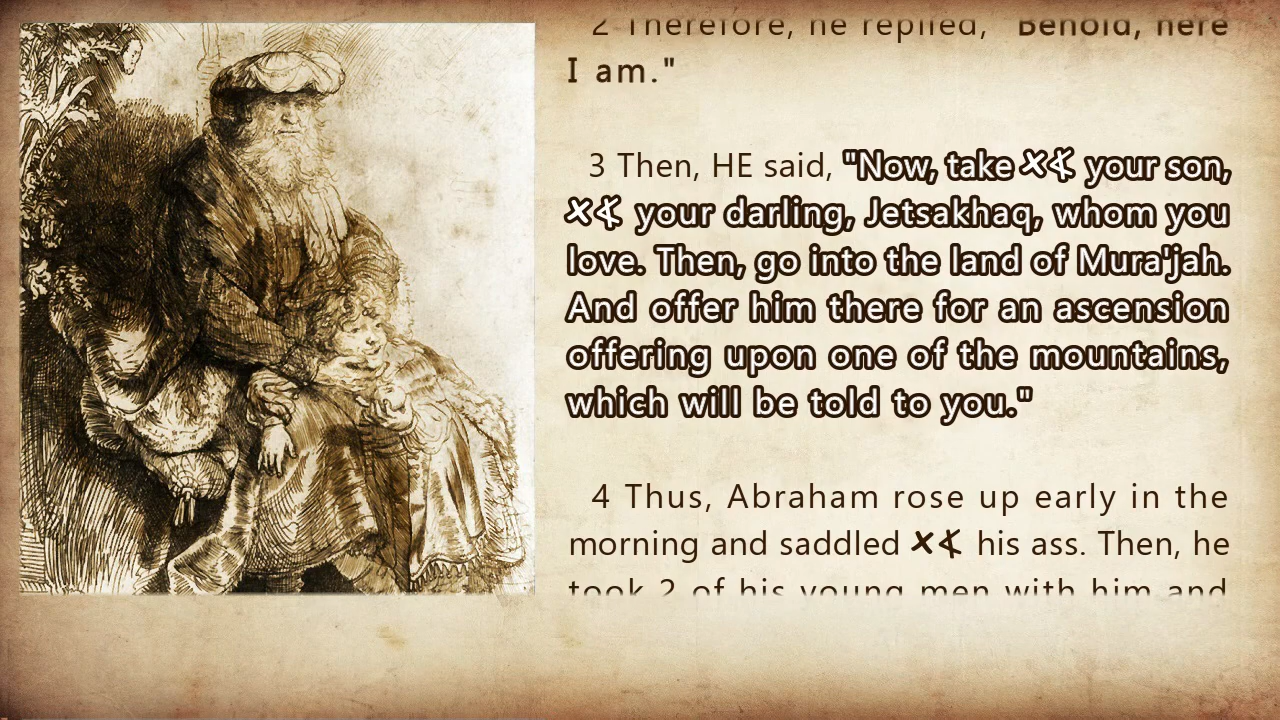 2 Therefore, he replied, "Behold, here
I am."
3 Then, HE said, "Now, take 𐤕𐤀 your son,
𐤕𐤀 your darling, Jetsakhaq, whom you
love. Then, go into the land of Mura'jah.
And offer him there for an ascension
offering upon one of the mountains,
which will be told to you."
4 Thus, Abraham rose up early in the
morning and saddled 𐤕𐤀 his ass. Then, he
took 2 of his young men with him and